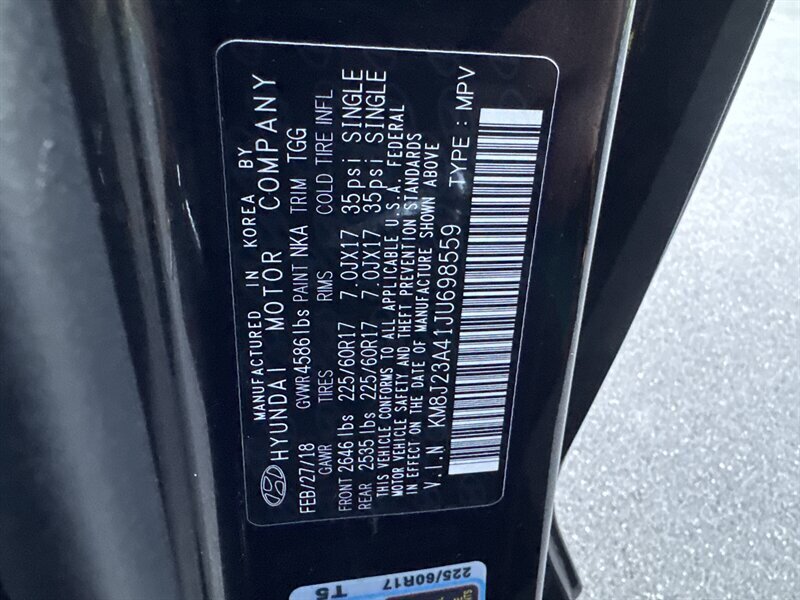 MANUFACTURED IN KOREA BY
HYUNDAI MOTOR COMPANY
FEB/27/18 GVWR 4586 lbs PAINT NKA TRIM TGG
GAWR TIRES RIMS COLD TIRE INFL
FRONT 2646 lbs 225/60R17 7.0JX17 35psi SINGLE
REAR 2535 lbs 225/60R17 7.0JX17 35psi SINGLE
THIS VEHICLE CONFORMS TO ALL APPLICABLE U.S.A. FEDERAL
MOTOR VEHICLE SAFETY AND THEFT PREVENTION STANDARDS
IN EFFECT ON THE DATE OF MANUFACTURE SHOWN ABOVE
V.I.N KM8J23A41JU698559 TYPE : MPV
225/60R17